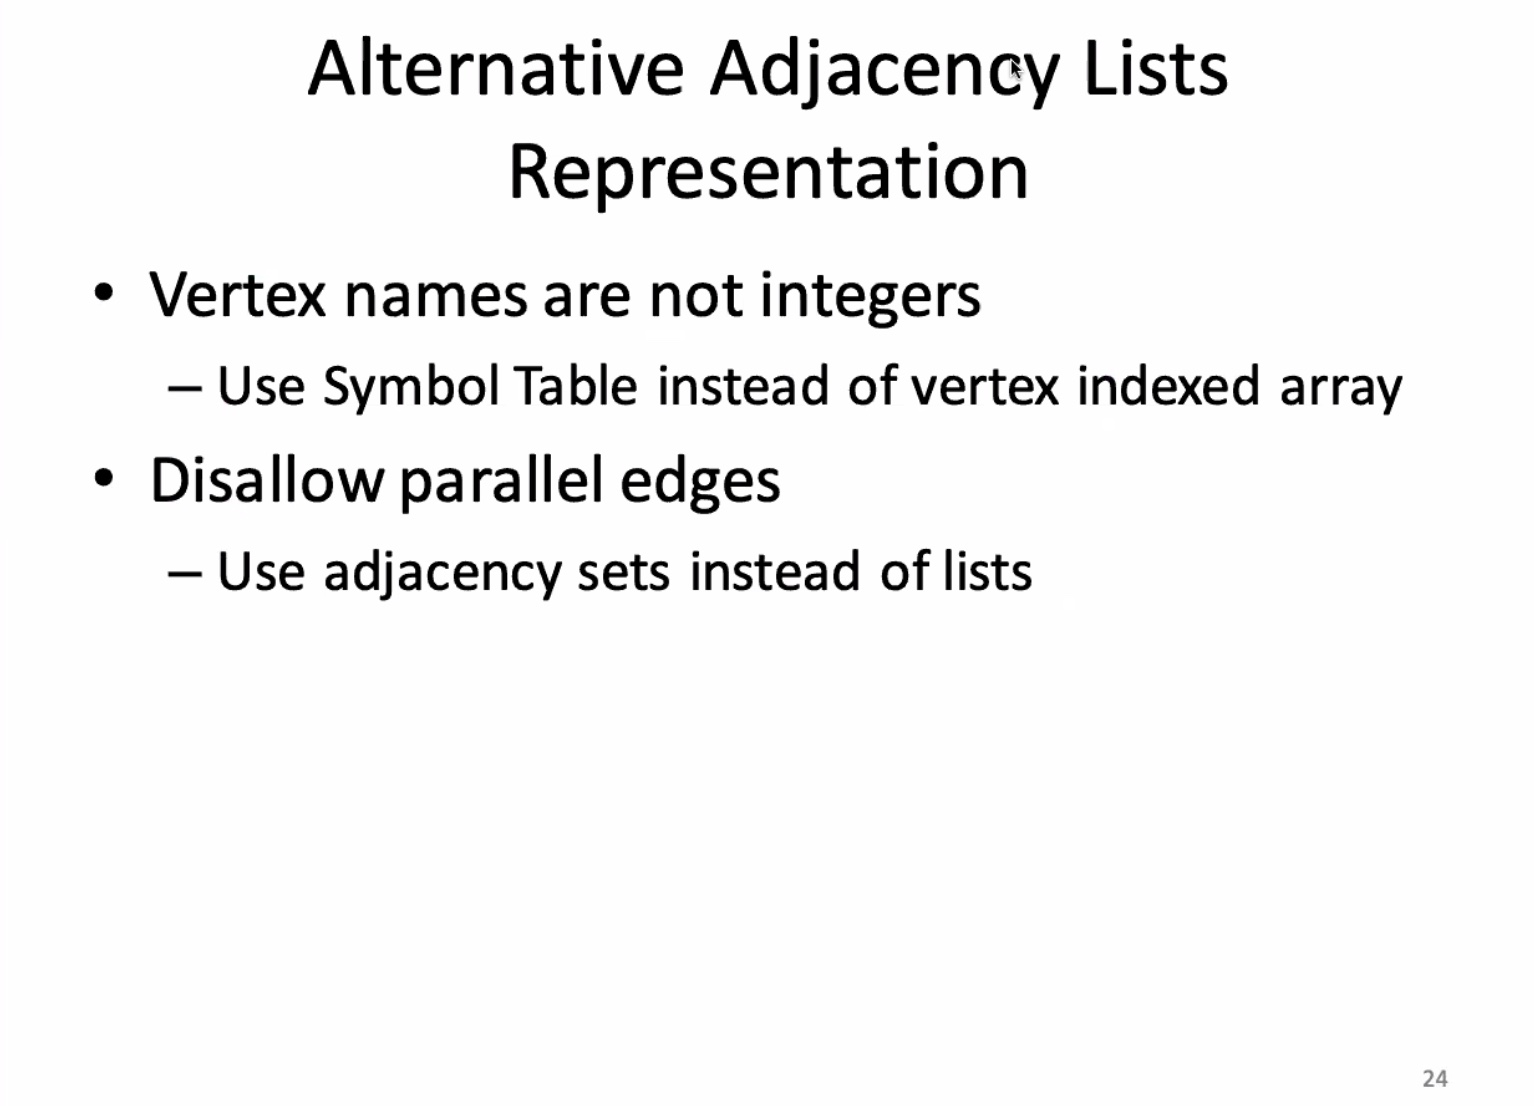 Alternative Adjacency Lists
Representation
• Vertex names are not integers
– Use Symbol Table instead of vertex indexed array
• Disallow parallel edges
– Use adjacency sets instead of lists
24